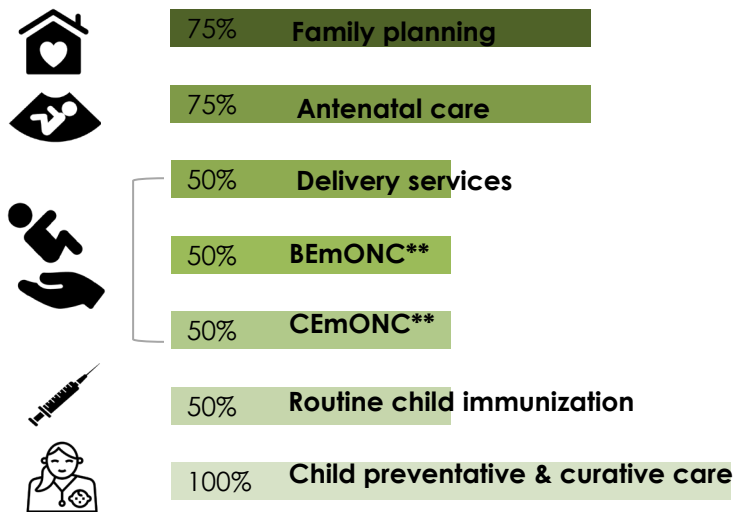 75% Family planning
75% Antenatal care
50% Delivery services
50% BEmONC**
50% CEmONC**
50% Routine child immunization
100% Child preventative & curative care